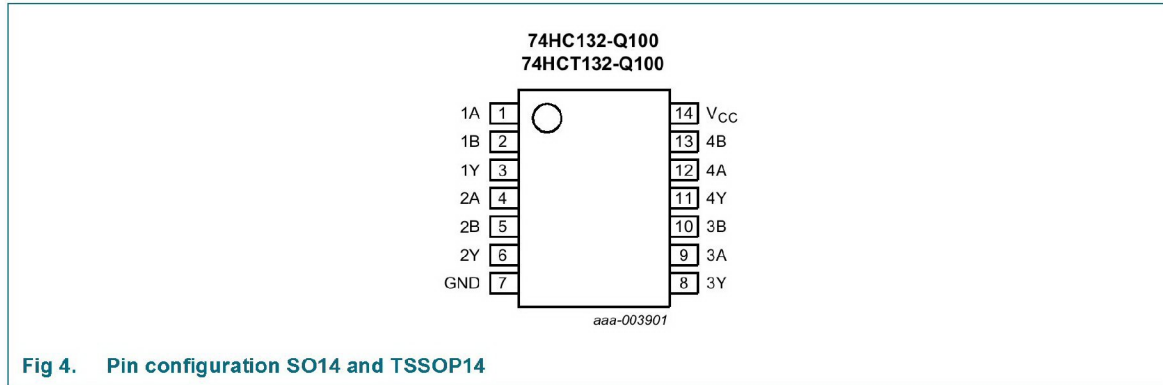 74HC132-Q100
74HCT132-Q100
1A 1 14 VCC
1B 2 13 4B
1Y 3 12 4A
2A 4 11 4Y
2B 5 10 3B
2Y 6 9 3A
GND 7 8 3Y
aaa-003901
Fig 4. Pin configuration SO14 and TSSOP14